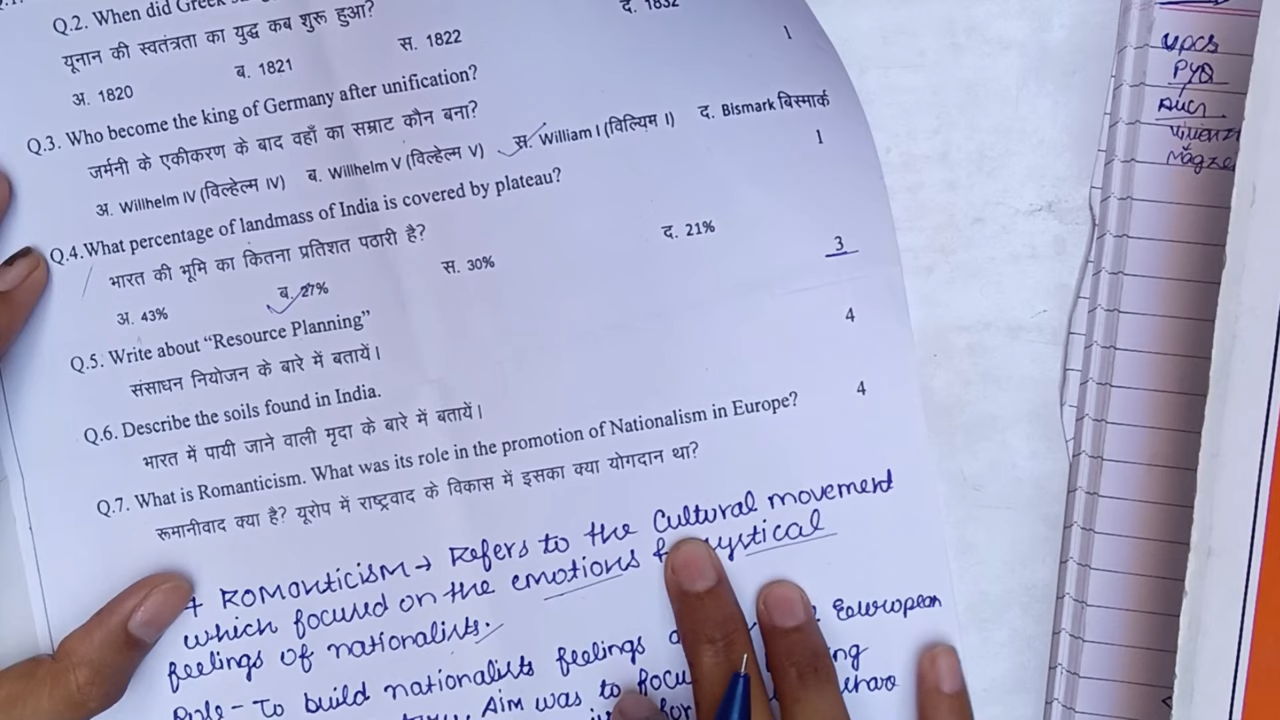 Q.2. When did Greek
यूनान की स्वतंत्रता का युद्ध कब शुरू हुआ?
अ. 1820 ब. 1821 स. 1822 द. 1832
1
Q.3. Who become the king of Germany after unification?
जर्मनी के एकीकरण के बाद वहाँ का सम्राट कौन बना?
अ. Willhelm IV (विल्हेल्म IV) ब. Willhelm V (विल्हेल्म V) स. William I (विल्यिम I) द. Bismark बिस्मार्क
1
Q.4.What percentage of landmass of India is covered by plateau?
भारत की भूमि का कितना प्रतिशत पठारी है?
अ. 43% ब. 27% स. 30% द. 21%
3
Q.5. Write about “Resource Planning”
संसाधन नियोजन के बारे में बतायें।
4
Q.6. Describe the soils found in India.
भारत में पायी जाने वाली मृदा के बारे में बतायें।
4
Q.7. What is Romanticism. What was its role in the promotion of Nationalism in Europe?
रूमानीवाद क्या है? यूरोप में राष्ट्रवाद के विकास में इसका क्या योगदान था?
Romanticism → Refers to the cultural movement
which focused on the emotions &
feelings of nationalists.
Role - To build nationalists feelings European
Aim was to
UPCS
PYQ